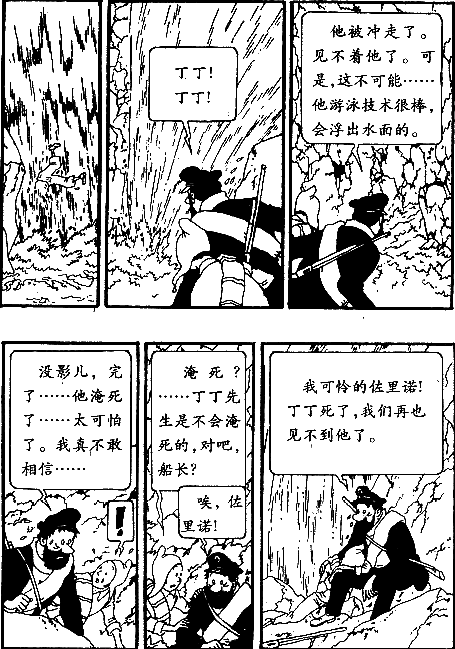 丁丁!
丁丁!
他被冲走了。
见不着他了。可
是,这不可能……
他游泳技术很棒,
会浮出水面的。
没影儿,完
了……他淹死
了……太可怕
了。我真不敢
相信……
!
淹死?
……丁丁先
生是不会淹
死的,对吧,
船长?
唉,佐
里诺!
我可怜的佐里诺!
丁丁死了,我们再也
见不到他了。